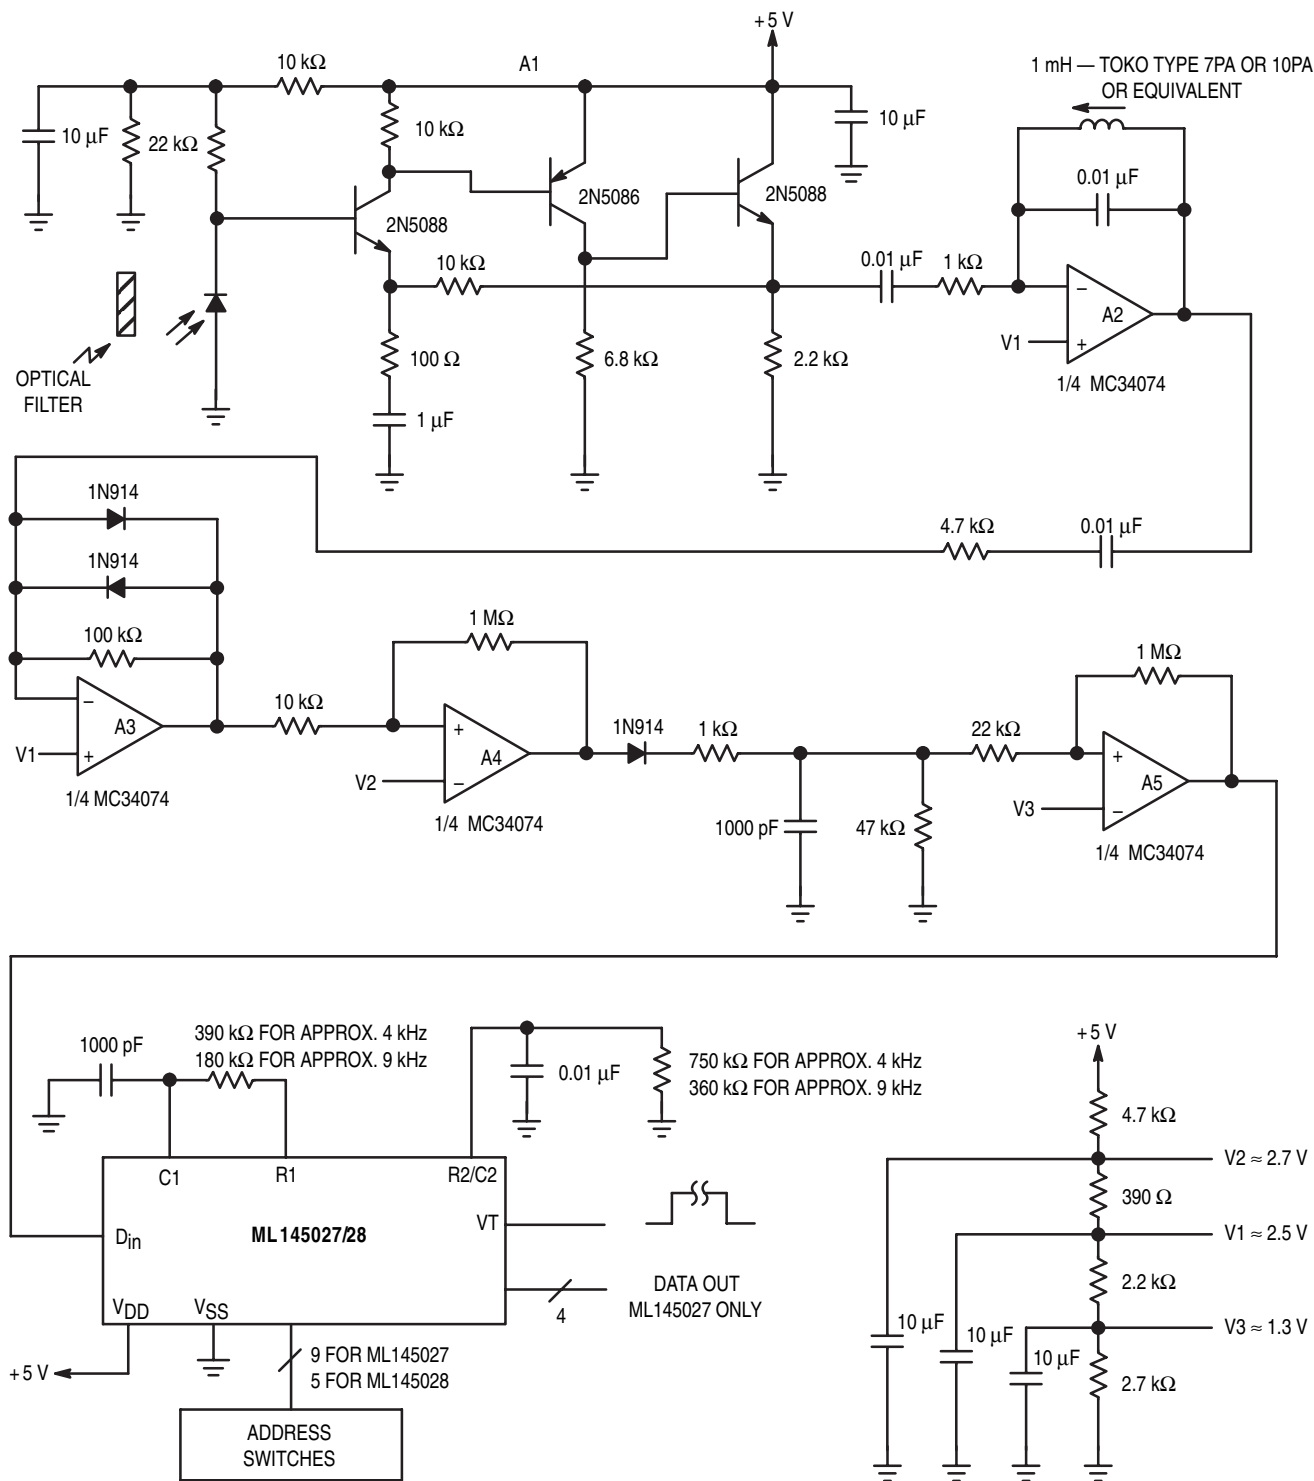 + 5 V
10 kΩ
A1
1 mH — TOKO TYPE 7PA OR 10PA
OR EQUIVALENT
10 µF
22 kΩ
10 kΩ
10 µF
2N5088
2N5086
2N5088
0.01 µF
10 kΩ
0.01 µF
1 kΩ
–
A2
V1
+
1/4 MC34074
OPTICAL
FILTER
100 Ω
6.8 kΩ
2.2 kΩ
1 µF
1N914
4.7 kΩ
0.01 µF
1N914
100 kΩ
1 MΩ
1 MΩ
–
A3
V1
+
1/4 MC34074
10 kΩ
+
A4
V2
–
1/4 MC34074
1N914
1 kΩ
22 kΩ
1000 pF
47 kΩ
+
A5
V3
–
1/4 MC34074
1000 pF
390 kΩ FOR APPROX. 4 kHz
180 kΩ FOR APPROX. 9 kHz
0.01 µF
750 kΩ FOR APPROX. 4 kHz
360 kΩ FOR APPROX. 9 kHz
C1
R1
R2/C2
Din
ML145027/28
VT
VDD
VSS
4
DATA OUT
ML145027 ONLY
+ 5 V
9 FOR ML145027
5 FOR ML145028
ADDRESS
SWITCHES
+ 5 V
4.7 kΩ
V2 ≈ 2.7 V
390 Ω
V1 ≈ 2.5 V
2.2 kΩ
V3 ≈ 1.3 V
10 µF
10 µF
10 µF
2.7 kΩ